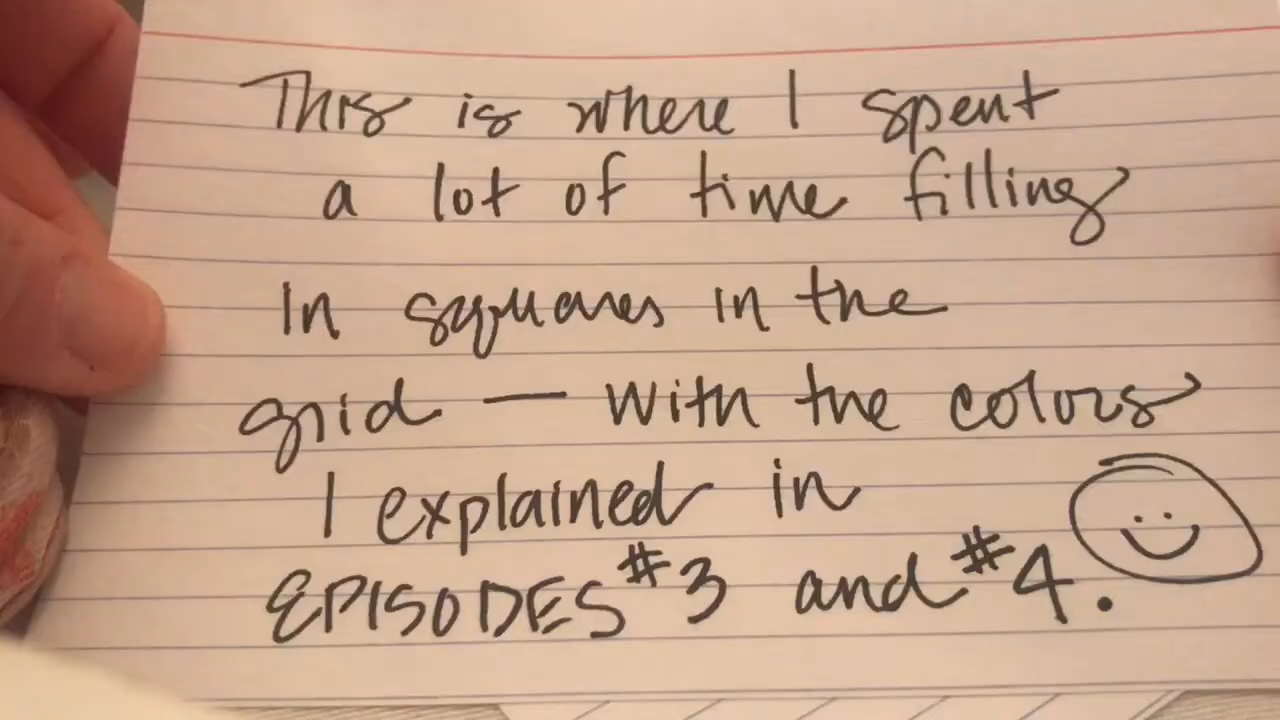 This is where I spent
a lot of time filling
in squares in the
grid — with the colors
I explained in
EPISODES #3 and #4.